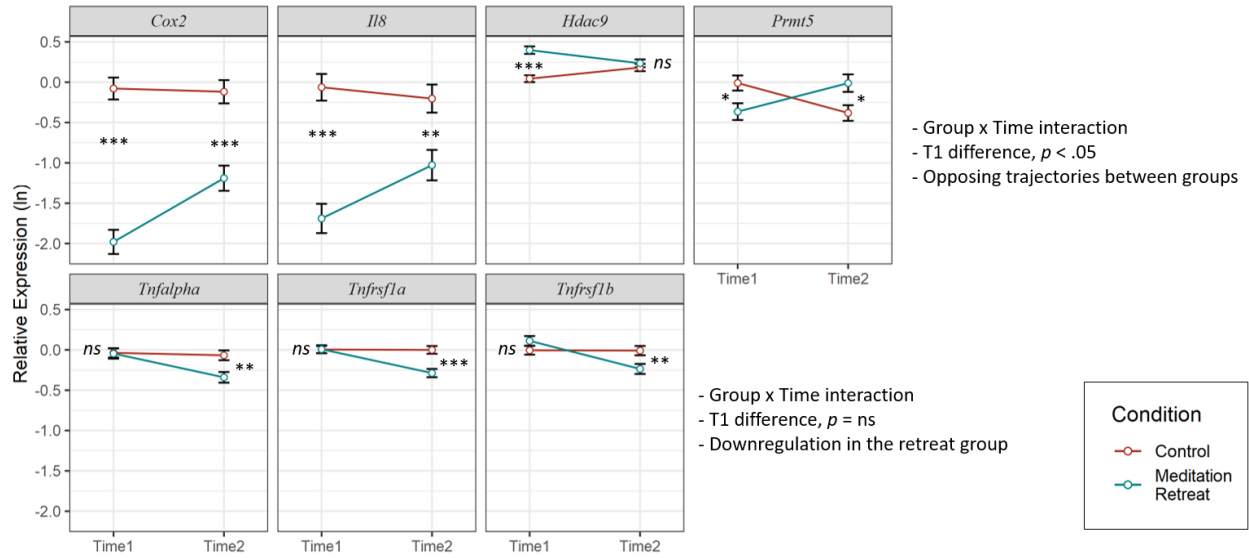 Cox2
Il8
Hdac9
Prmt5
Relative Expression (ln)
0.5
0.0
-0.5
-1.0
-1.5
-2.0
***
***
***
**
***
ns
*
*
Time1
Time2
- Group x Time interaction
- T1 difference, p < .05
- Opposing trajectories between groups
Tnfalpha
Tnfrsf1a
Tnfrsf1b
0.5
0.0
-0.5
-1.0
-1.5
-2.0
ns
**
ns
***
ns
**
Time1
Time2
Time1
Time2
Time1
Time2
- Group x Time interaction
- T1 difference, p = ns
- Downregulation in the retreat group
Condition
Control
Meditation
Retreat